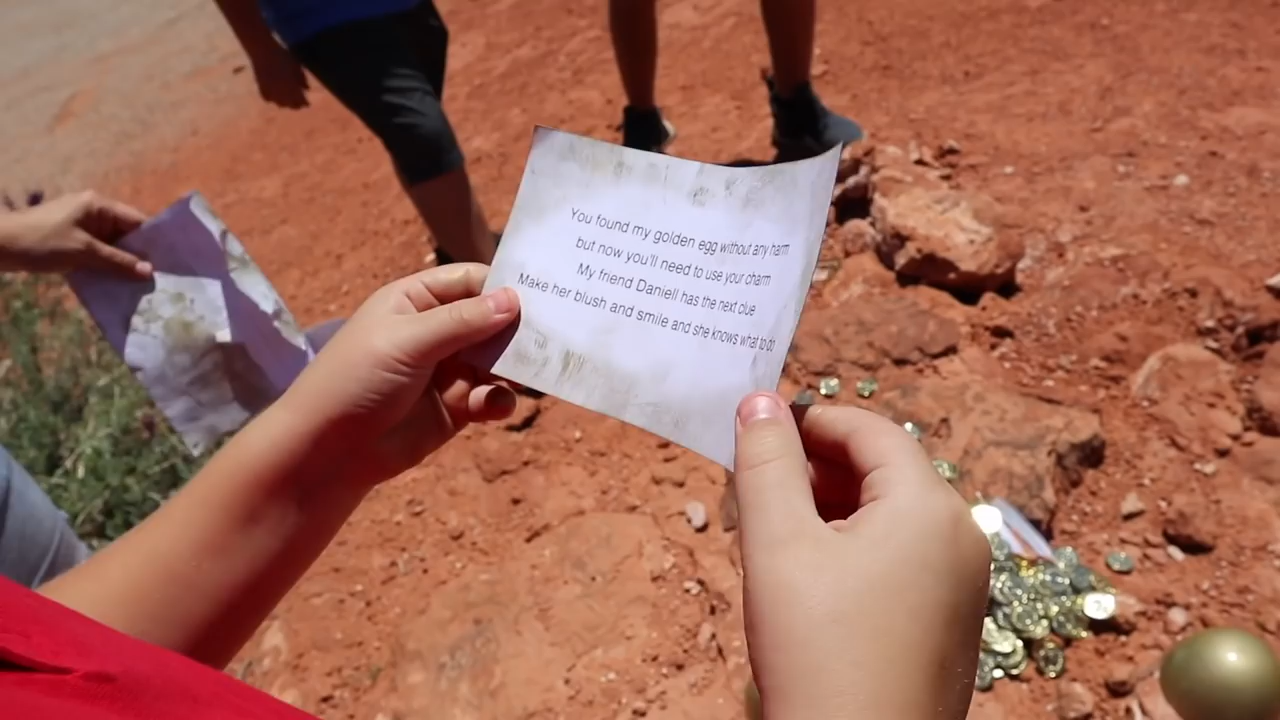 You found my golden egg without any harm
but now you'll need to use your charm
My friend Daniell has the next clue
Make her blush and smile and she knows what to do